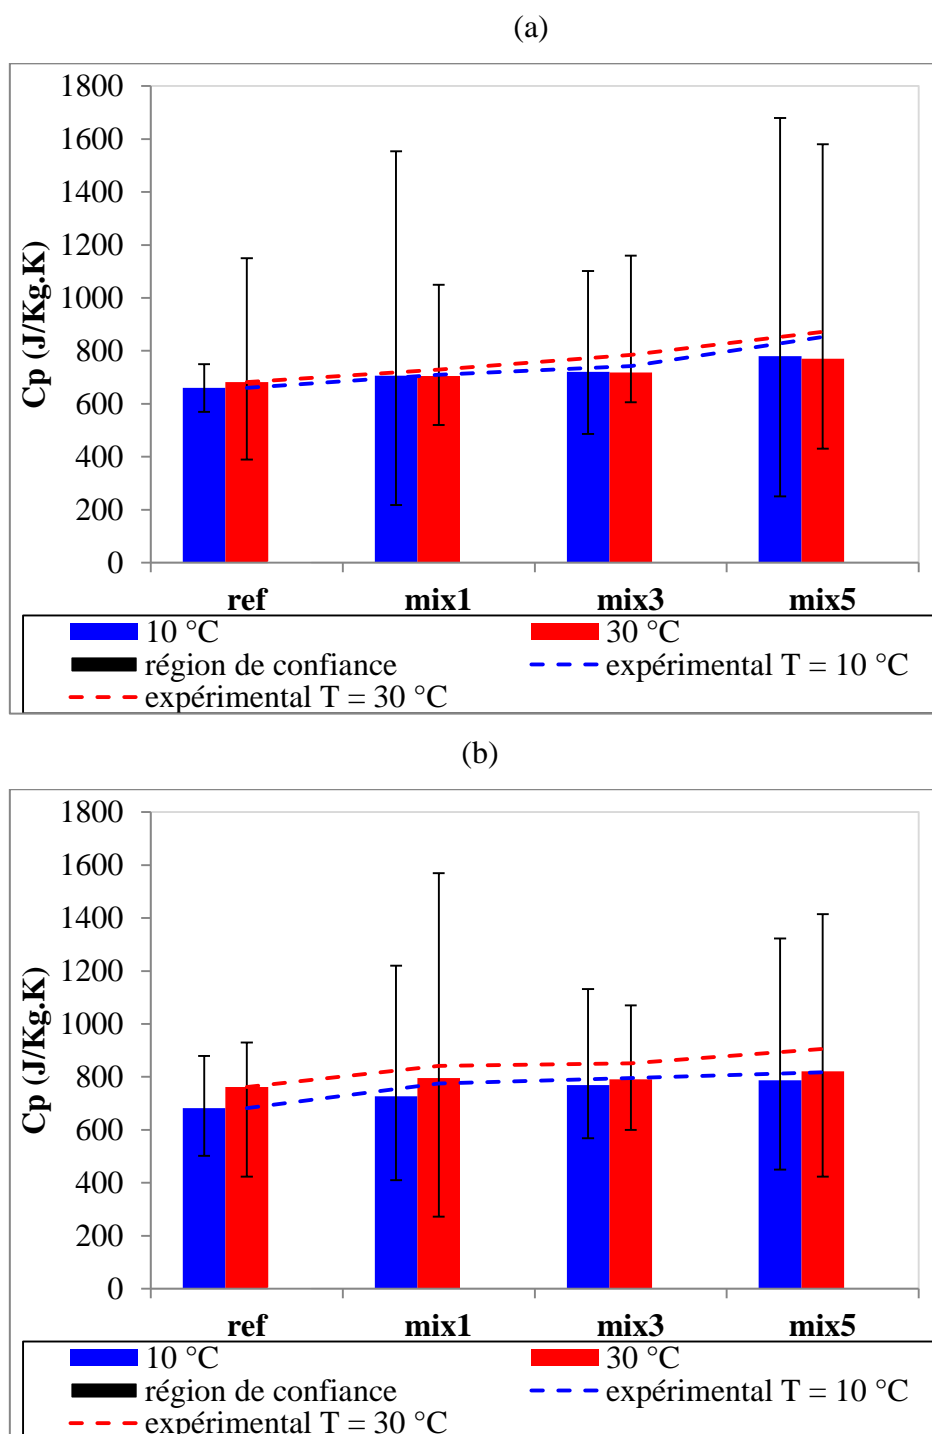 (a)
1800
1600
1400
1200
1000
800
600
400
200
0
Cp (J/Kg.K)
ref mix1 mix3 mix5
10 °C 30 °C
région de confiance expérimental T = 10 °C
expérimental T = 30 °C
(b)
1800
1600
1400
1200
1000
800
600
400
200
0
Cp (J/Kg.K)
ref mix1 mix3 mix5
10 °C 30 °C
région de confiance expérimental T = 10 °C
expérimental T = 30 °C